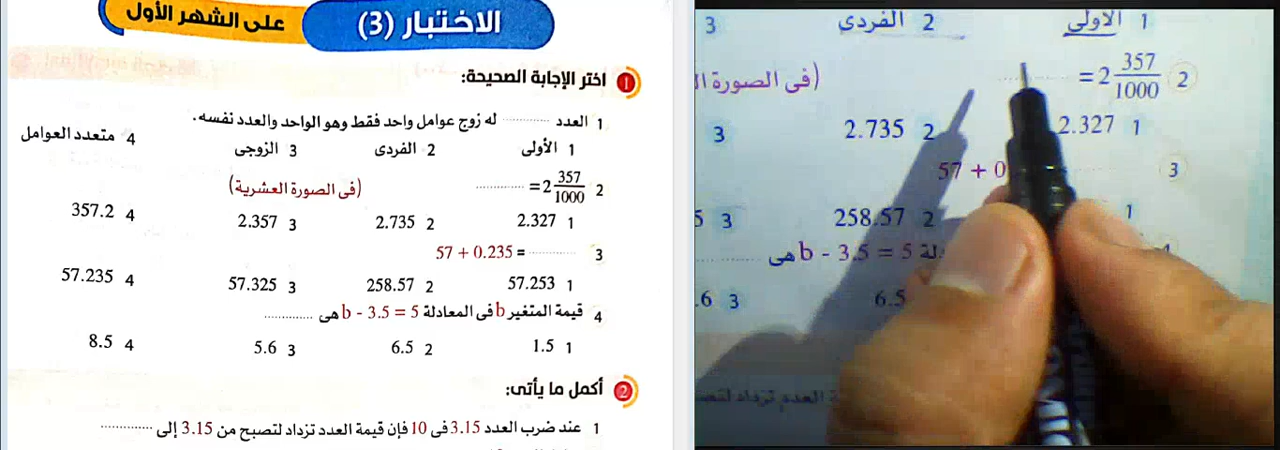 الاختبار (3) على الشهر الأول
1 اختر الإجابة الصحيحة:
1 العدد ............ له زوج عوامل واحد فقط وهو الواحد والعدد نفسه.
1 الأولى 2 الفردى 3 الزوجى 4 متعدد العوامل
2 2 357/1000 = ............ (فى الصورة العشرية)
1 2.327 2 2.735 3 2.357 4 357.2
3 57 + 0.235 = ............
1 57.253 2 258.57 3 57.325 4 57.235
4 قيمة المتغير b فى المعادلة b - 3.5 = 5 هى ............
1 1.5 2 6.5 3 5.6 4 8.5
2 أكمل ما يأتى:
1 عند ضرب العدد 3.15 فى 10 فإن قيمة العدد تزداد لتصبح من 3.15 إلى ............
1 الأولى 2 الفردى 3
2 2 357/1000 = ............ (فى الصورة
1 2.327 2 2.735 3
3 57 + 0
1 2 258.57 3 5
b - 3.5 = 5 هى ............
6.5 3 .6
العدد تزداد